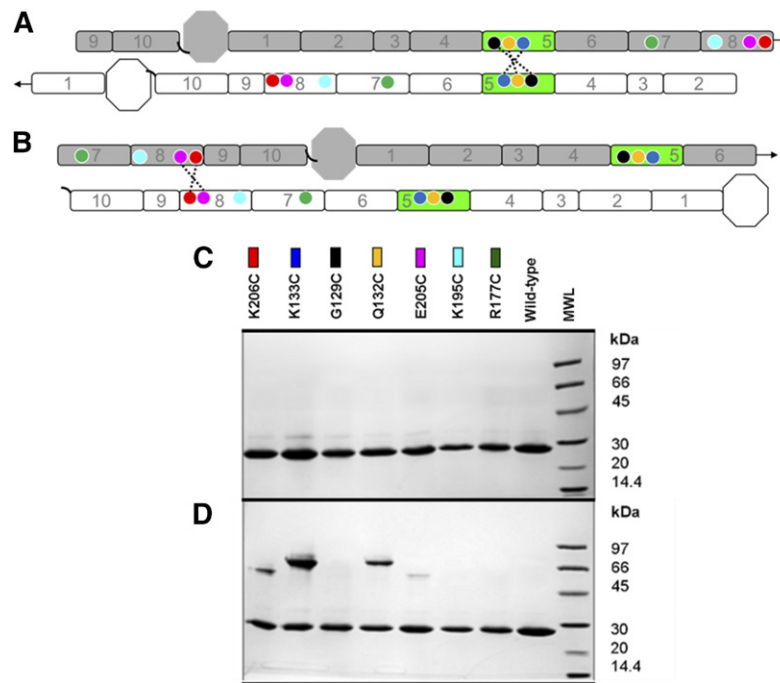 A
9 10 1 2 3 4 5 6 7 8
1 10 9 8 7 6 5 4 3 2
B
7 8 9 10 1 2 3 4 5 6
10 9 8 7 6 5 4 3 2 1
C
K206C
K133C
G129C
Q132C
E205C
K195C
R177C
Wild-type
MWL
kDa
97
66
45
30
20
14.4
D
kDa
97
66
45
30
20
14.4